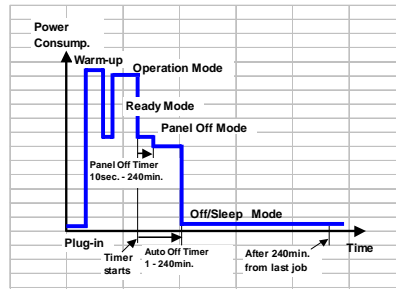 Power
Consump.
Warm-up
Operation Mode
Ready Mode
Panel Off Mode
Panel Off Timer
10sec. - 240min.
Off/Sleep Mode
Plug-in
Timer
starts
Auto Off Timer
1 - 240min.
After 240min.
from last job
Time